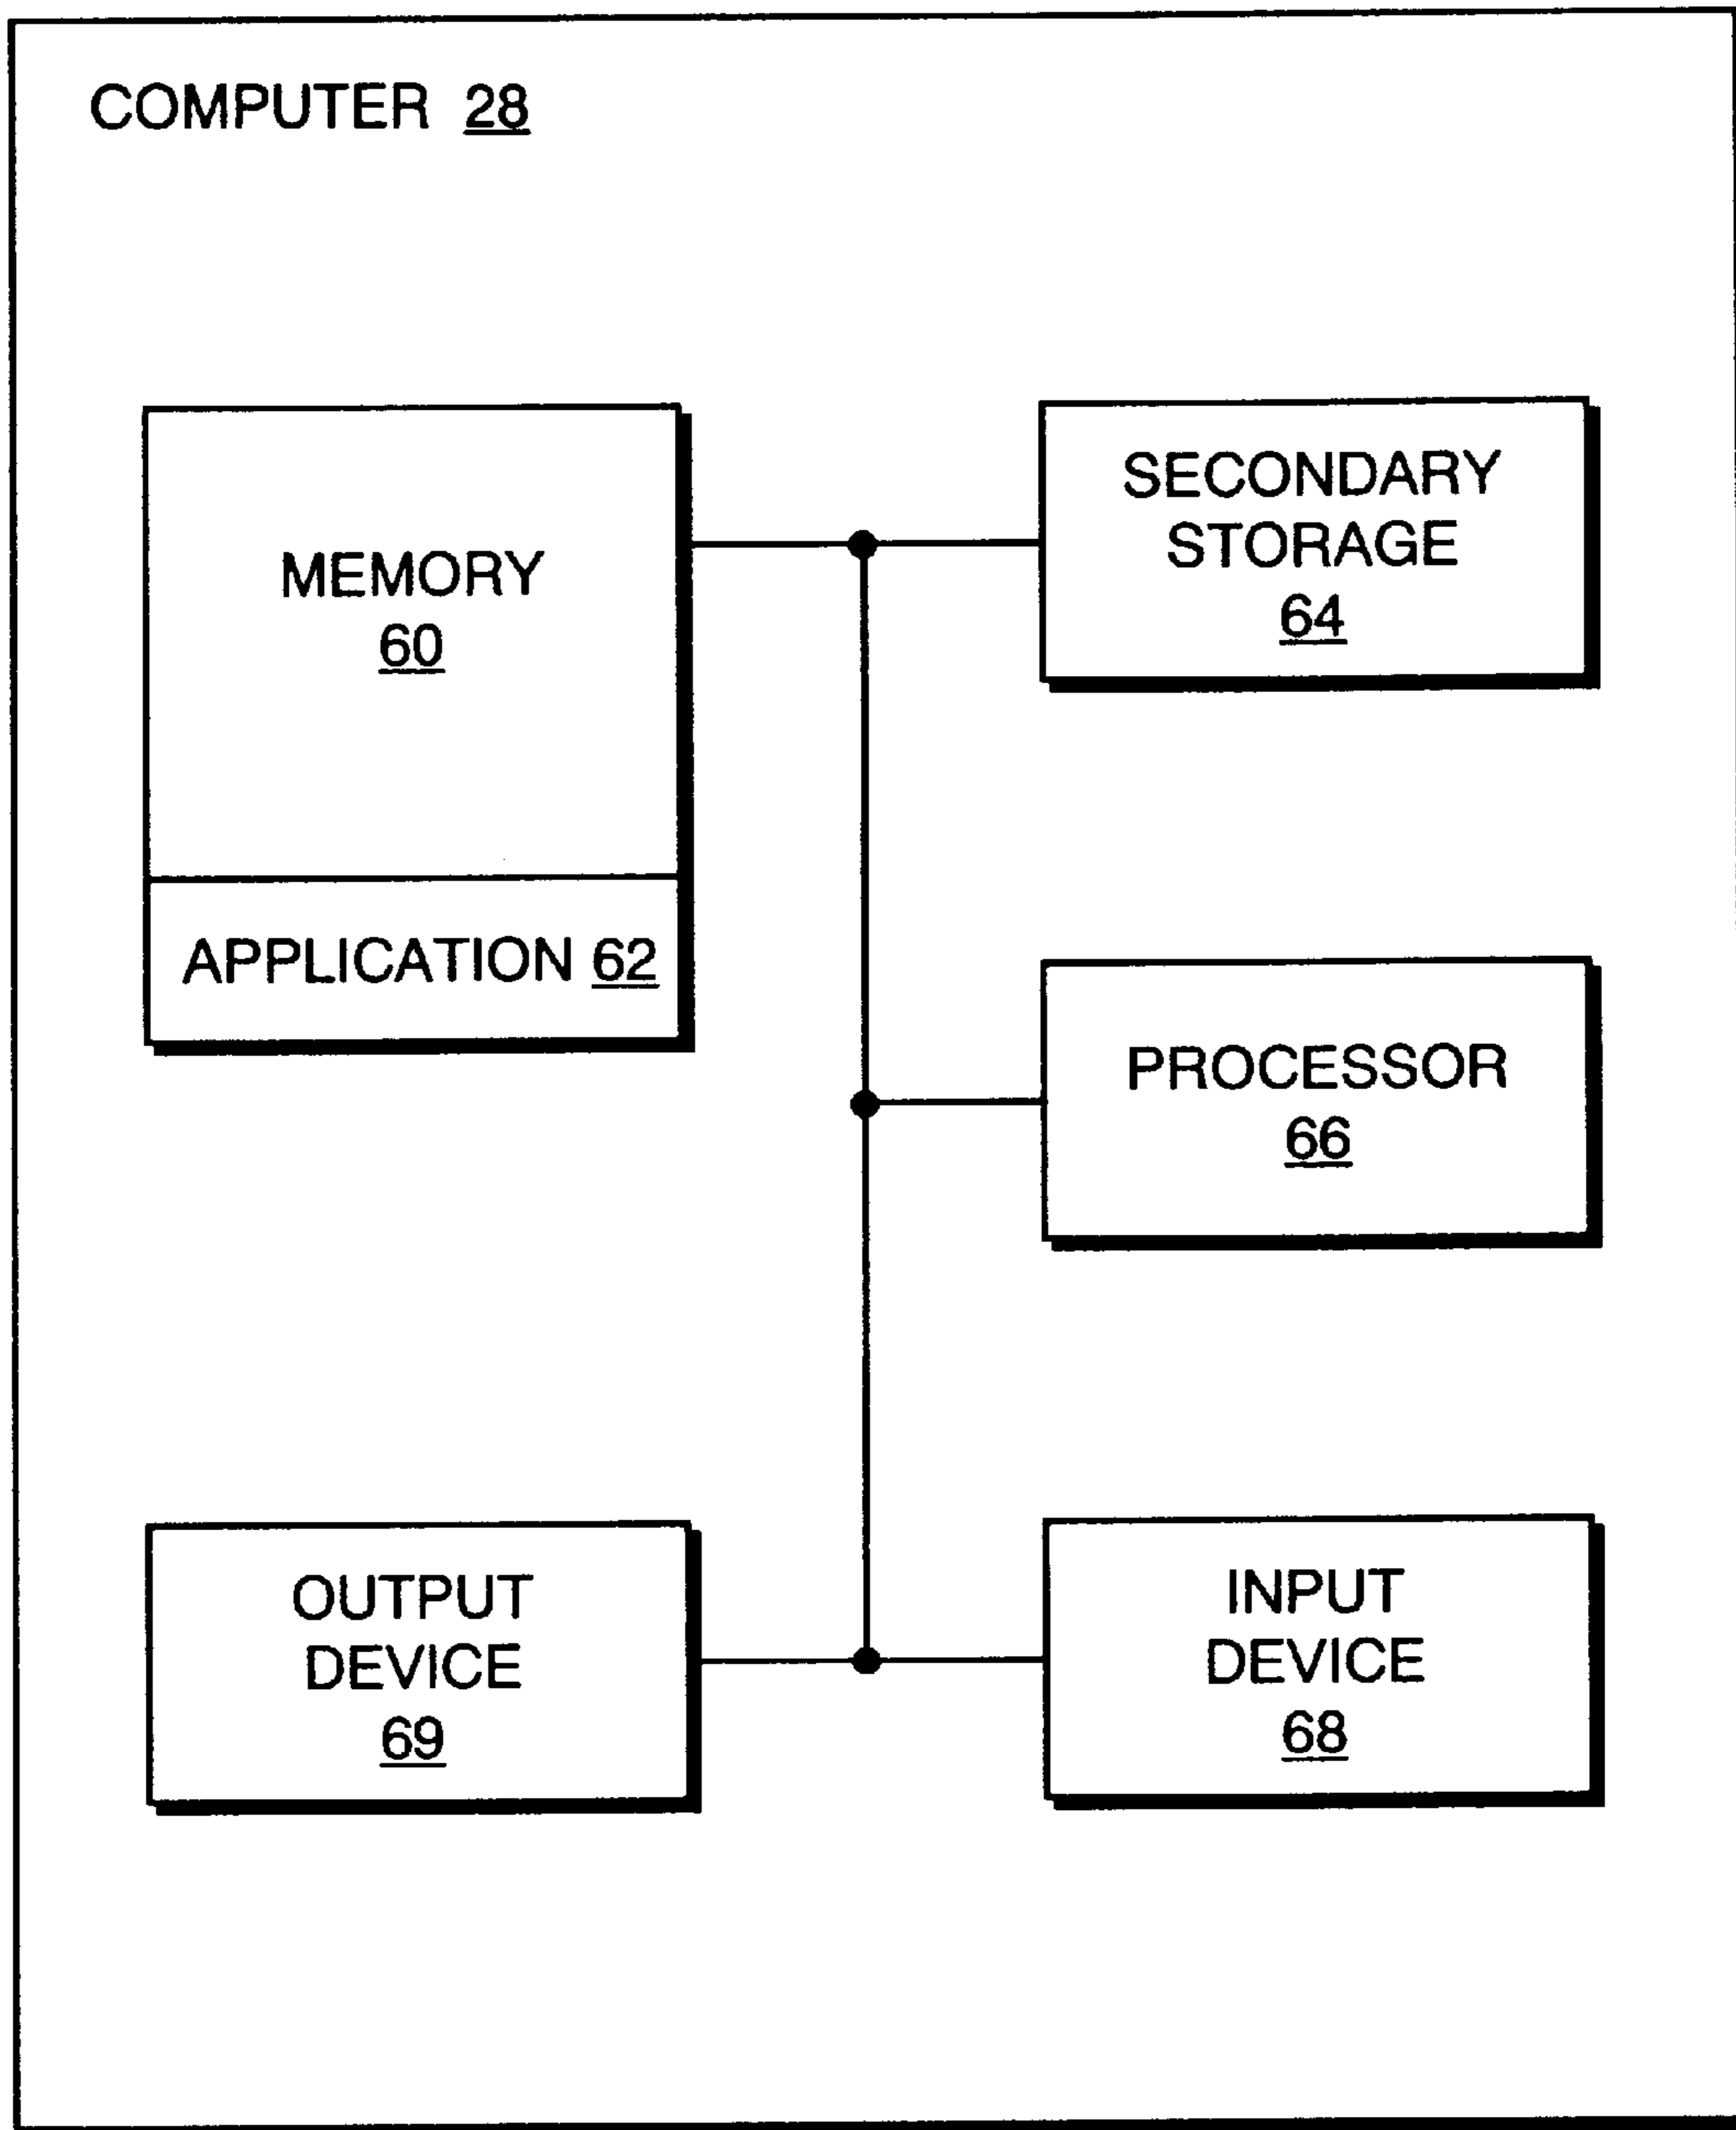 COMPUTER 28
MEMORY
60
APPLICATION 62
SECONDARY
STORAGE
64
PROCESSOR
66
OUTPUT
DEVICE
69
INPUT
DEVICE
68